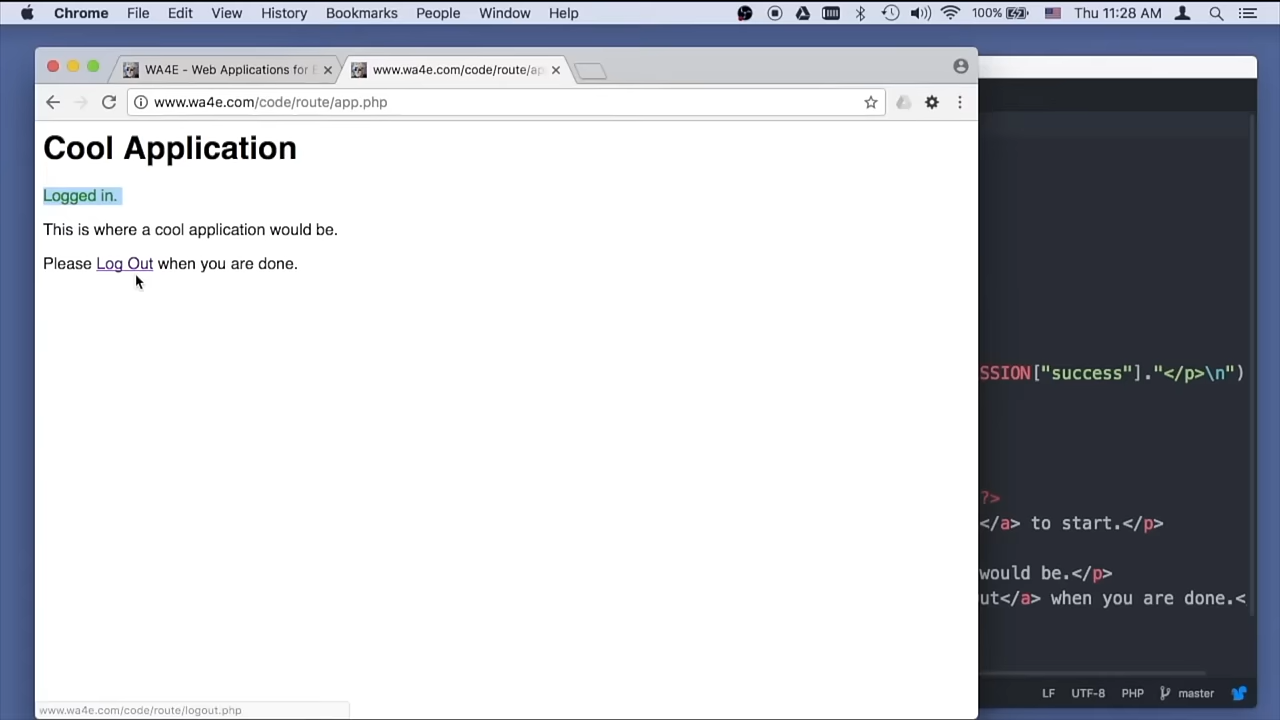 Chrome File Edit View History Bookmarks People Window Help 100% Thu 11:28 AM
WA4E - Web Applications for E www.wa4e.com/code/route/ap
www.wa4e.com/code/route/app.php
Cool Application
Logged in.
This is where a cool application would be.
Please Log Out when you are done.
SSION["success"]."</p>\n")
?>
</a> to start.</p>
would be.</p>
ut</a> when you are done.<
LF UTF-8 PHP master
www.wa4e.com/code/route/logout.php